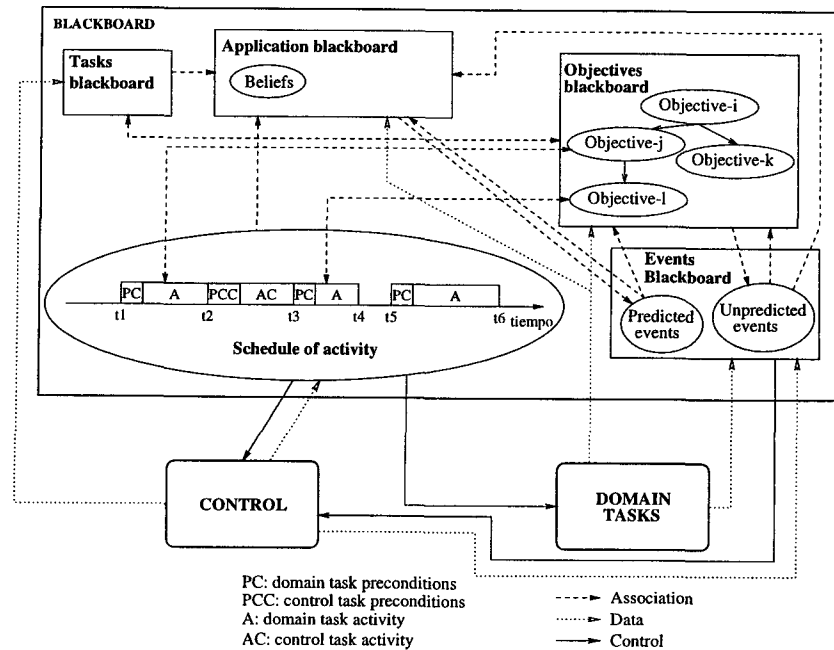 BLACKBOARD
Application blackboard
Tasks
blackboard
Beliefs
Objectives
blackboard
Objective-i
Objective-j
Objective-k
Objective-l
Events
Blackboard
Predicted
events
Unpredicted
events
PC A PCC AC PC A PC A
t1 t2 t3 t4 t5 t6 tiempo
Schedule of activity
CONTROL
DOMAIN
TASKS
PC: domain task preconditions
PCC: control task preconditions
A: domain task activity
AC: control task activity
Association
Data
Control